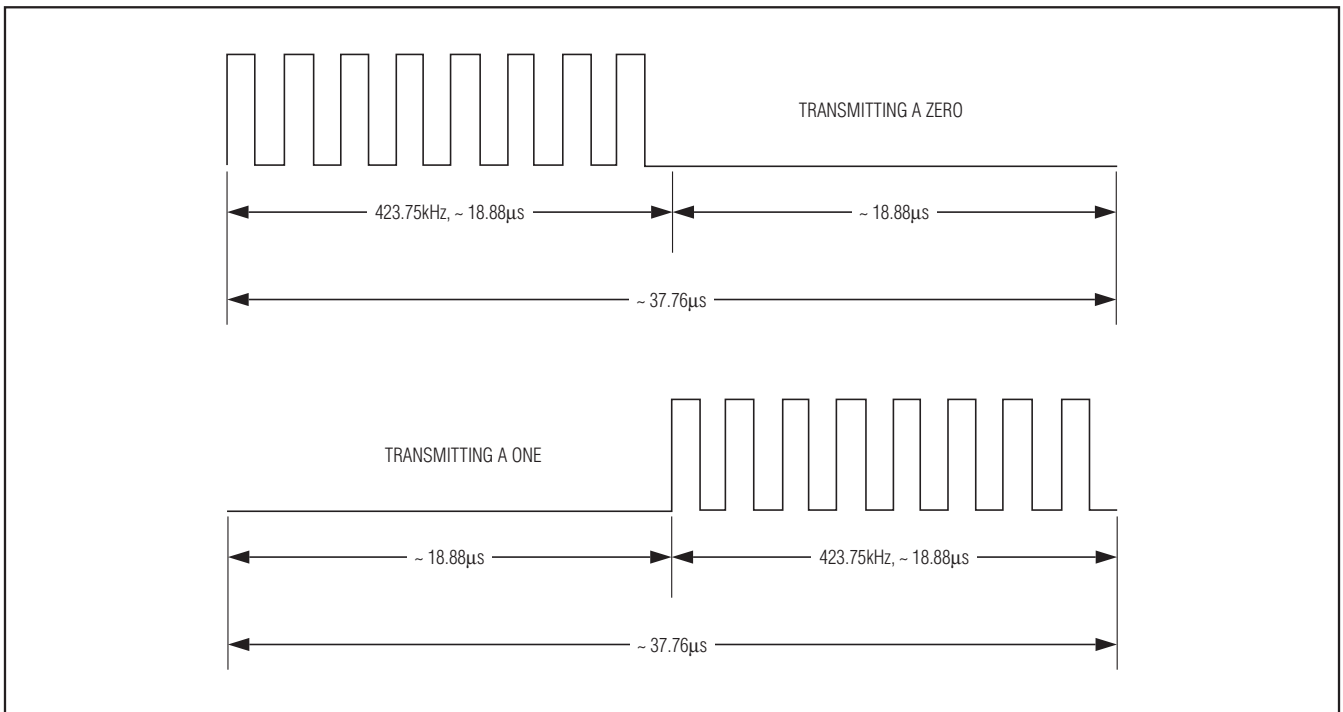 TRANSMITTING A ZERO
423.75kHz, ~ 18.88µs
~ 18.88µs
~ 37.76µs
TRANSMITTING A ONE
~ 18.88µs
423.75kHz, ~ 18.88µs
~ 37.76µs